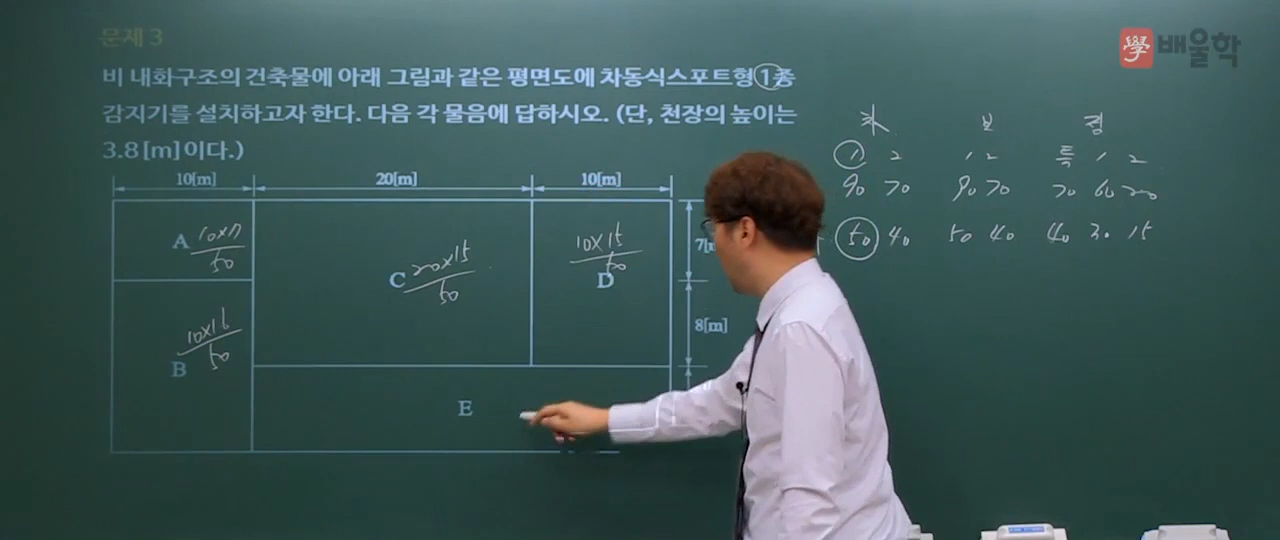 문제 3
學 배울학
비 내화구조의 건축물에 아래 그림과 같은 평면도에 차동식스포트형 1종
감지기를 설치하고자 한다. 다음 각 물음에 답하시오. (단, 천장의 높이는
3.8[m]이다.)
차 보 정
1 2 1 2 특 1 2
90 70 90 70 70 60 20
50 40 50 40 40 30 15
10[m] 20[m] 10[m]
A 10×7/50
C 20×15/50
10×15/50 D
10×16/50
B
E
8[m]